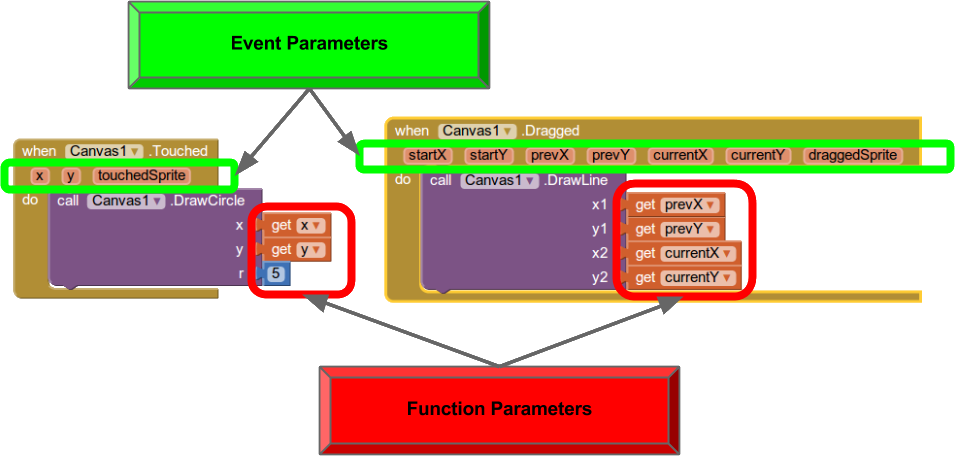 Event Parameters
when Canvas1 .Touched
x y touchedSprite
do call Canvas1 .DrawCircle
x get x
y get y
r 5
when Canvas1 .Dragged
startX startY prevX prevY currentX currentY draggedSprite
do call Canvas1 .DrawLine
x1 get prevX
y1 get prevY
x2 get currentX
y2 get currentY
Function Parameters